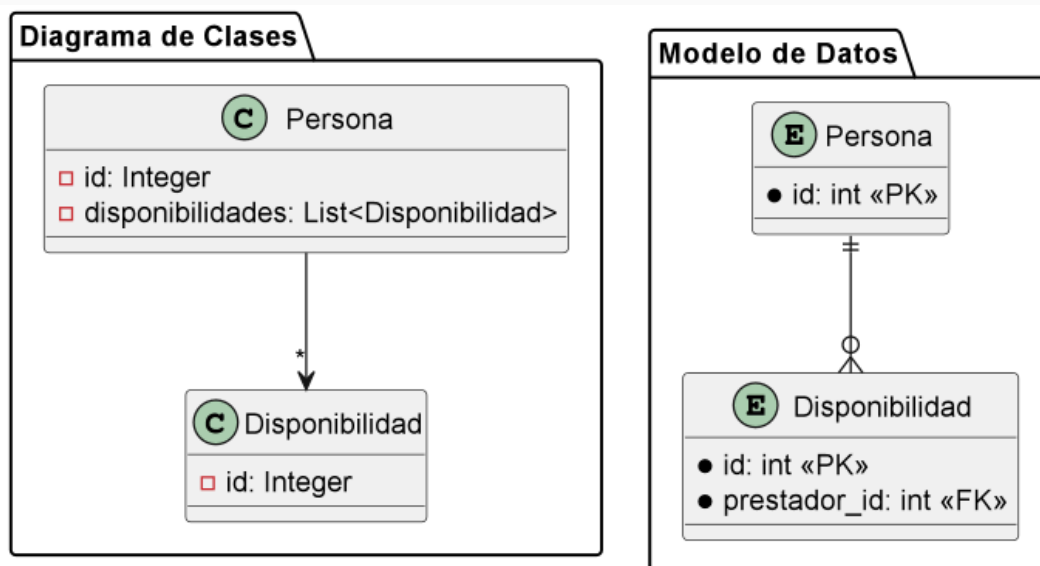 Diagrama de Clases
C Persona
id: Integer
disponibilidades: List<Disponibilidad>
*
C Disponibilidad
id: Integer
Modelo de Datos
E Persona
id: int «PK»
E Disponibilidad
id: int «PK»
prestador_id: int «FK»